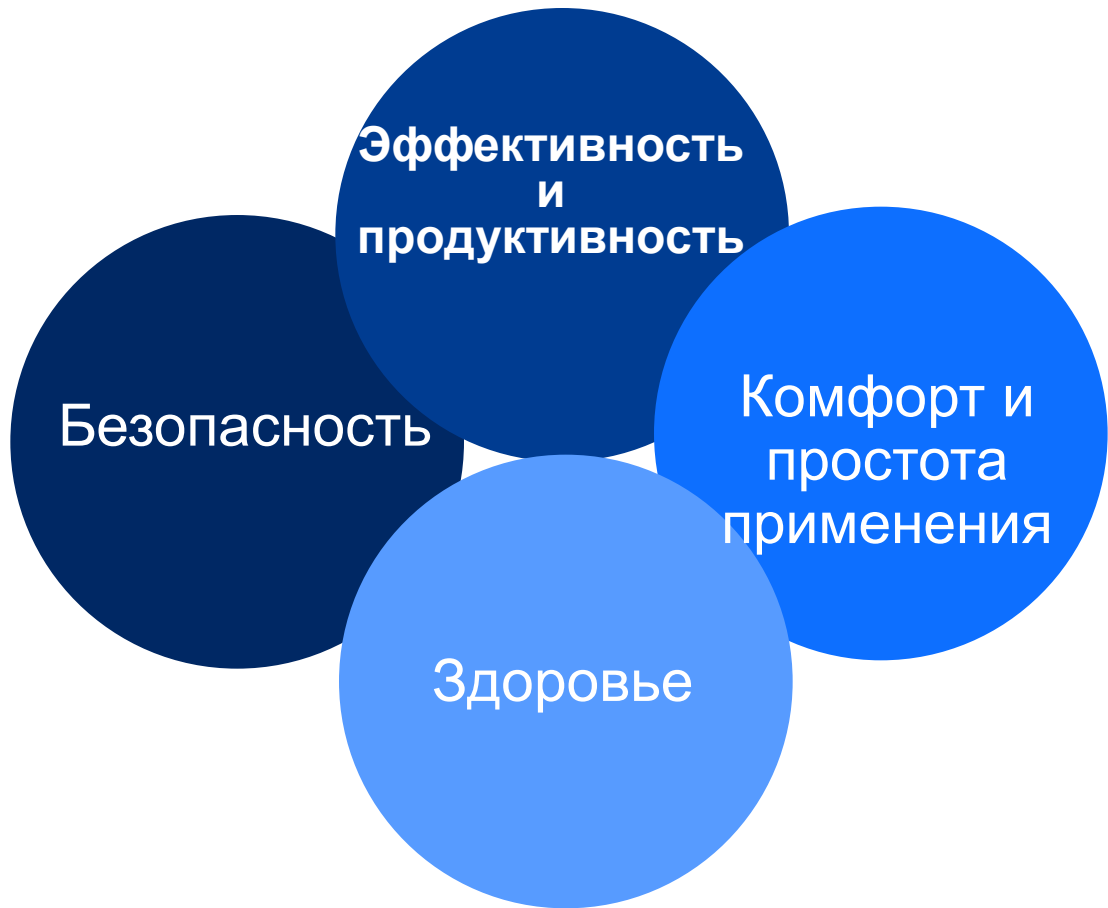 Эффективность
и
продуктивность
Безопасность
Комфорт и
простота
применения
Здоровье